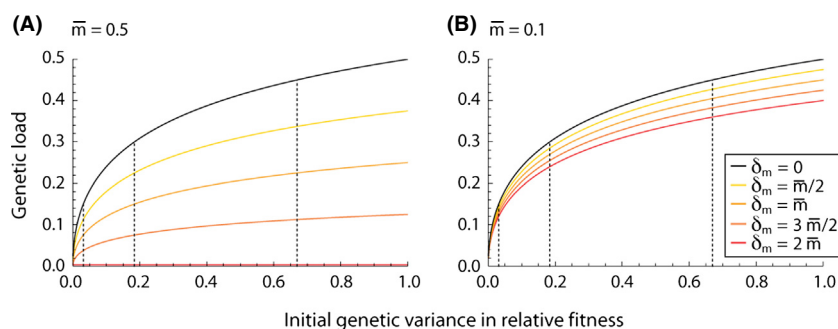 (A) m̅ = 0.5
(B) m̅ = 0.1
Genetic load
0.5
0.4
0.3
0.2
0.1
0.0
0.0 0.2 0.4 0.6 0.8 1.0
0.5
0.4
0.3
0.2
0.1
0.0
0.0 0.2 0.4 0.6 0.8 1.0
δm = 0
δm = m̅/2
δm = m̅
δm = 3 m̅/2
δm = 2 m̅
Initial genetic variance in relative fitness